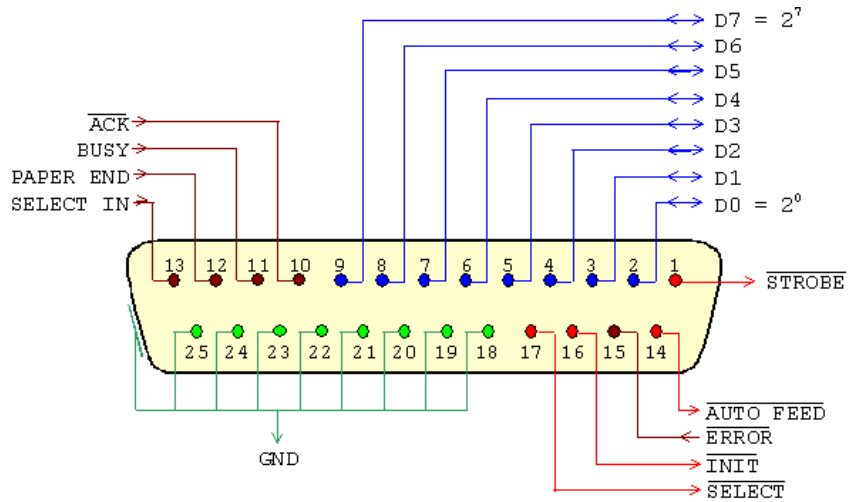 D7 = 2⁷
D6
D5
D4
D3
D2
D1
D0 = 2⁰
ACK
BUSY
PAPER END
SELECT IN
13 12 11 10 9 8 7 6 5 4 3 2 1
STROBE
25 24 23 22 21 20 19 18 17 16 15 14
AUTO FEED
ERROR
INIT
SELECT
GND